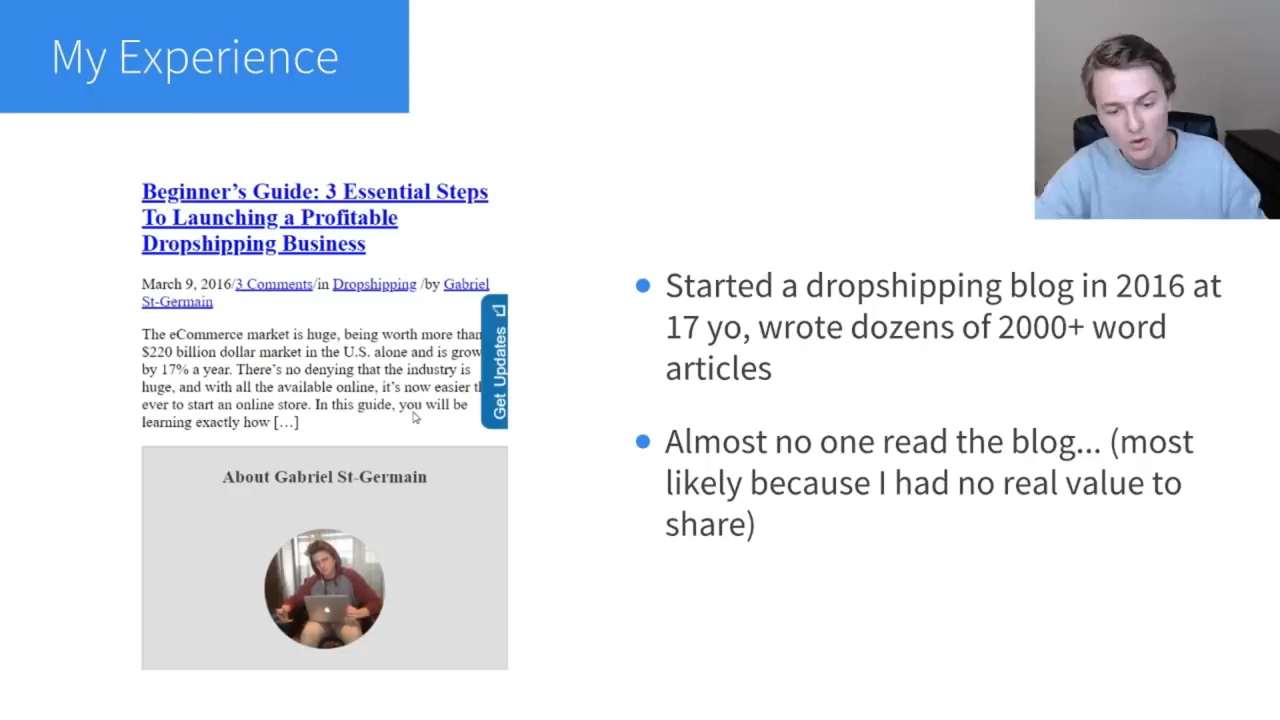 My Experience
Beginner's Guide: 3 Essential Steps
To Launching a Profitable
Dropshipping Business
March 9, 2016/3 Comments/in Dropshipping /by Gabriel
St-Germain
The eCommerce market is huge, being worth more than
$220 billion dollar market in the U.S. alone and is grow
by 17% a year. There's no denying that the industry is
huge, and with all the available online, it's now easier t
ever to start an online store. In this guide, you will be
learning exactly how […]
Get Updates
About Gabriel St-Germain
Started a dropshipping blog in 2016 at
17 yo, wrote dozens of 2000+ word
articles
Almost no one read the blog... (most
likely because I had no real value to
share)